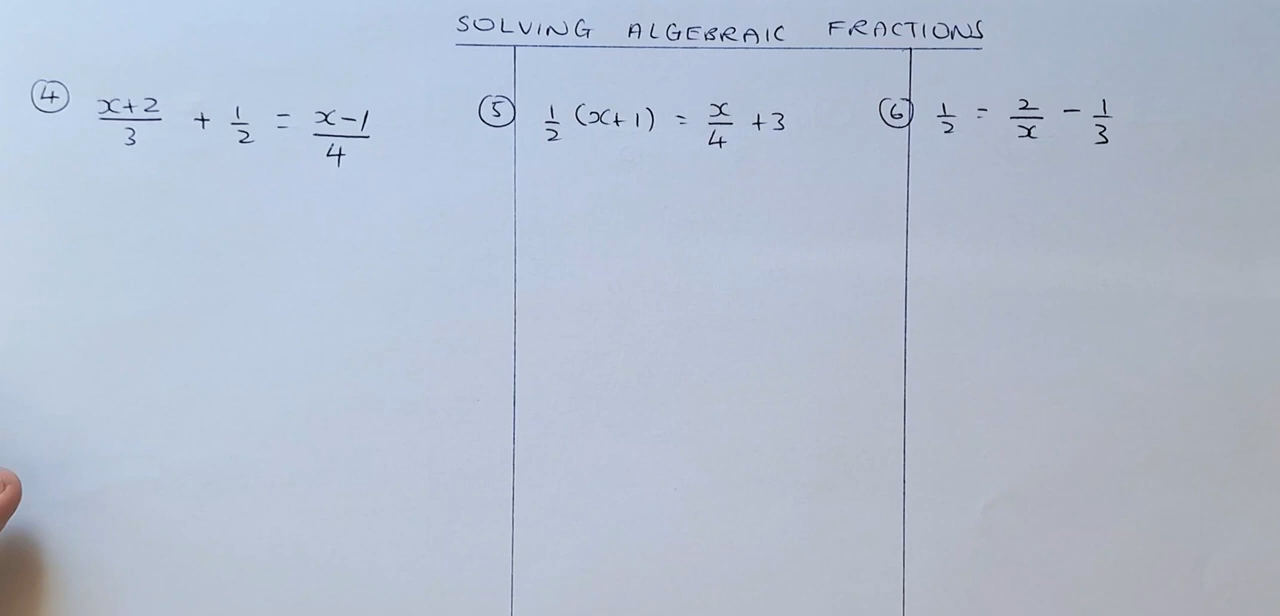 SOLVING ALGEBRAIC FRACTIONS
④ (x+2)/3 + 1/2 = (x-1)/4
⑤ 1/2 (x+1) = x/4 +3
⑥ 1/2 = 2/x - 1/3